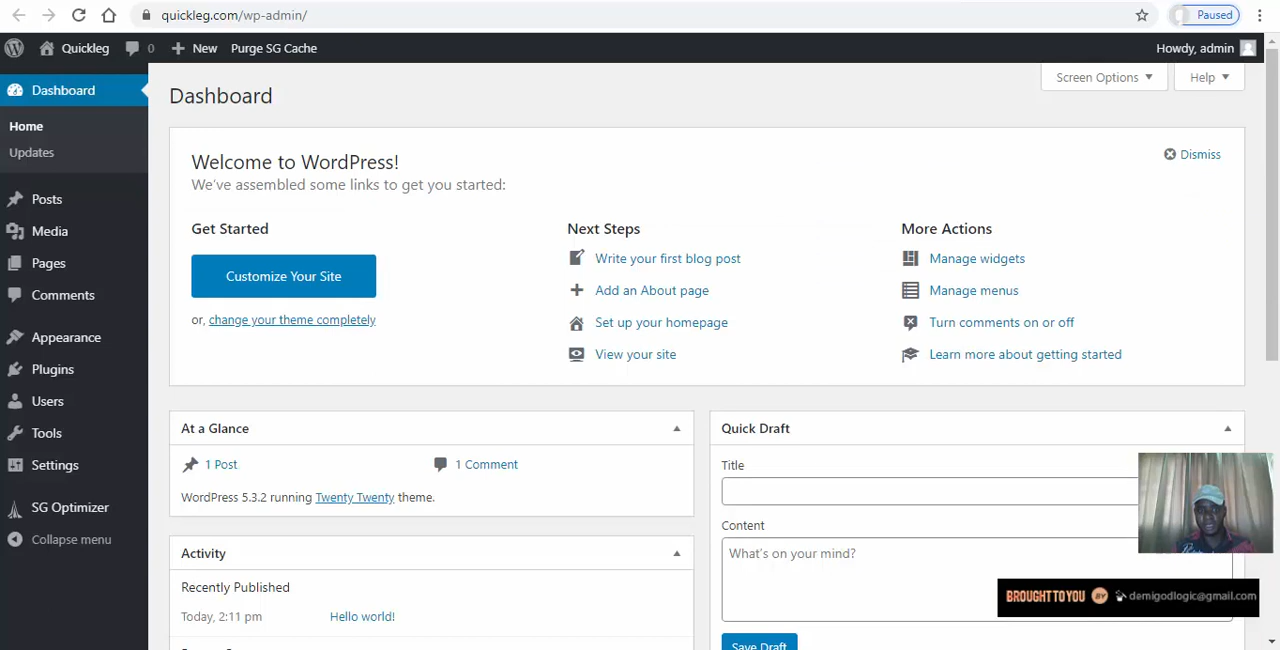 quickleg.com/wp-admin/
Paused
Quickleg 0 New Purge SG Cache Howdy, admin
Dashboard
Home
Updates
Posts
Media
Pages
Comments
Appearance
Plugins
Users
Tools
Settings
SG Optimizer
Collapse menu
Screen Options ▼ Help ▼
Dashboard
Welcome to WordPress!
Dismiss
We've assembled some links to get you started:
Get Started
Customize Your Site
or, change your theme completely
Next Steps
Write your first blog post
Add an About page
Set up your homepage
View your site
More Actions
Manage widgets
Manage menus
Turn comments on or off
Learn more about getting started
At a Glance
1 Post 1 Comment
WordPress 5.3.2 running Twenty Twenty theme.
Activity
Recently Published
Today, 2:11 pm Hello world!
Quick Draft
Title
Content
What's on your mind?
Save Draft
BROUGHT TO YOU BY demigodlogic@gmail.com